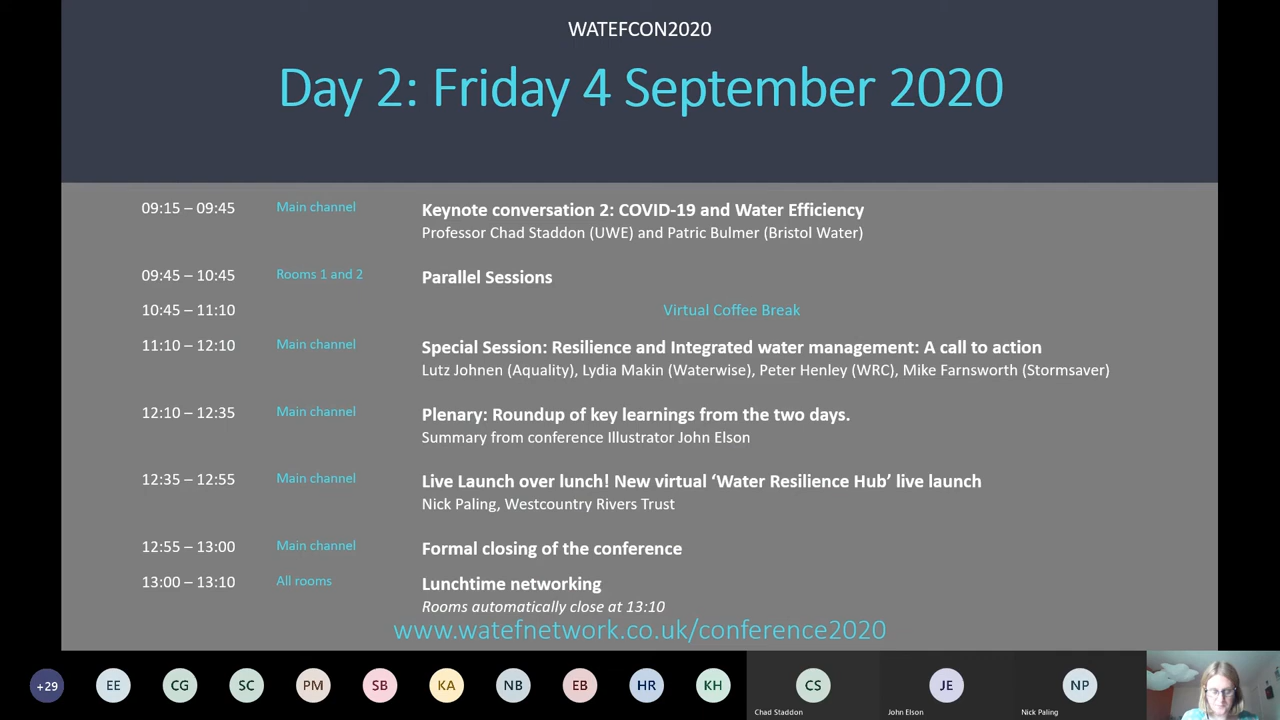 WATEFCON2020
Day 2: Friday 4 September 2020
09:15 – 09:45 Main channel Keynote conversation 2: COVID-19 and Water Efficiency
Professor Chad Staddon (UWE) and Patric Bulmer (Bristol Water)
09:45 – 10:45 Rooms 1 and 2 Parallel Sessions
10:45 – 11:10 Virtual Coffee Break
11:10 – 12:10 Main channel Special Session: Resilience and Integrated water management: A call to action
Lutz Johnen (Aquality), Lydia Makin (Waterwise), Peter Henley (WRC), Mike Farnsworth (Stormsaver)
12:10 – 12:35 Main channel Plenary: Roundup of key learnings from the two days.
Summary from conference Illustrator John Elson
12:35 – 12:55 Main channel Live Launch over lunch! New virtual ‘Water Resilience Hub’ live launch
Nick Paling, Westcountry Rivers Trust
12:55 – 13:00 Main channel Formal closing of the conference
13:00 – 13:10 All rooms Lunchtime networking
Rooms automatically close at 13:10
www.watefnetwork.co.uk/conference2020
+29 EE CG SC PM SB KA NB EB HR KH CS JE NP
Chad Staddon John Elson Nick Paling